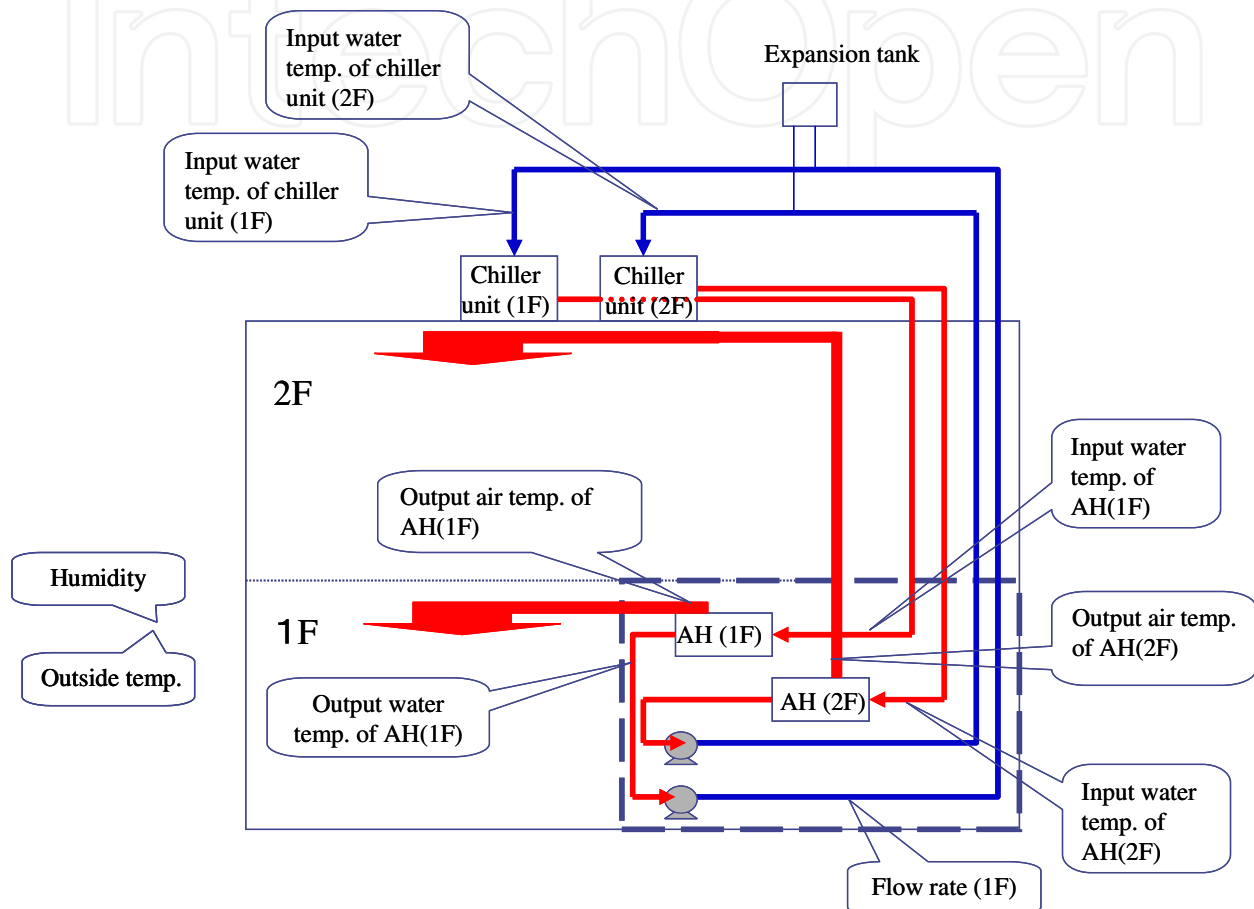 IntechOpen
Input water
temp. of chiller
unit (2F)
Expansion tank
Input water
temp. of chiller
unit (1F)
Chiller
unit (1F)
Chiller
unit (2F)
2F
Input water
temp. of
AH(1F)
Output air temp. of
AH(1F)
Humidity
Outside temp.
1F
AH (1F)
Output air temp.
of AH(2F)
Output water
temp. of AH(1F)
AH (2F)
Input water
temp. of
AH(2F)
Flow rate (1F)